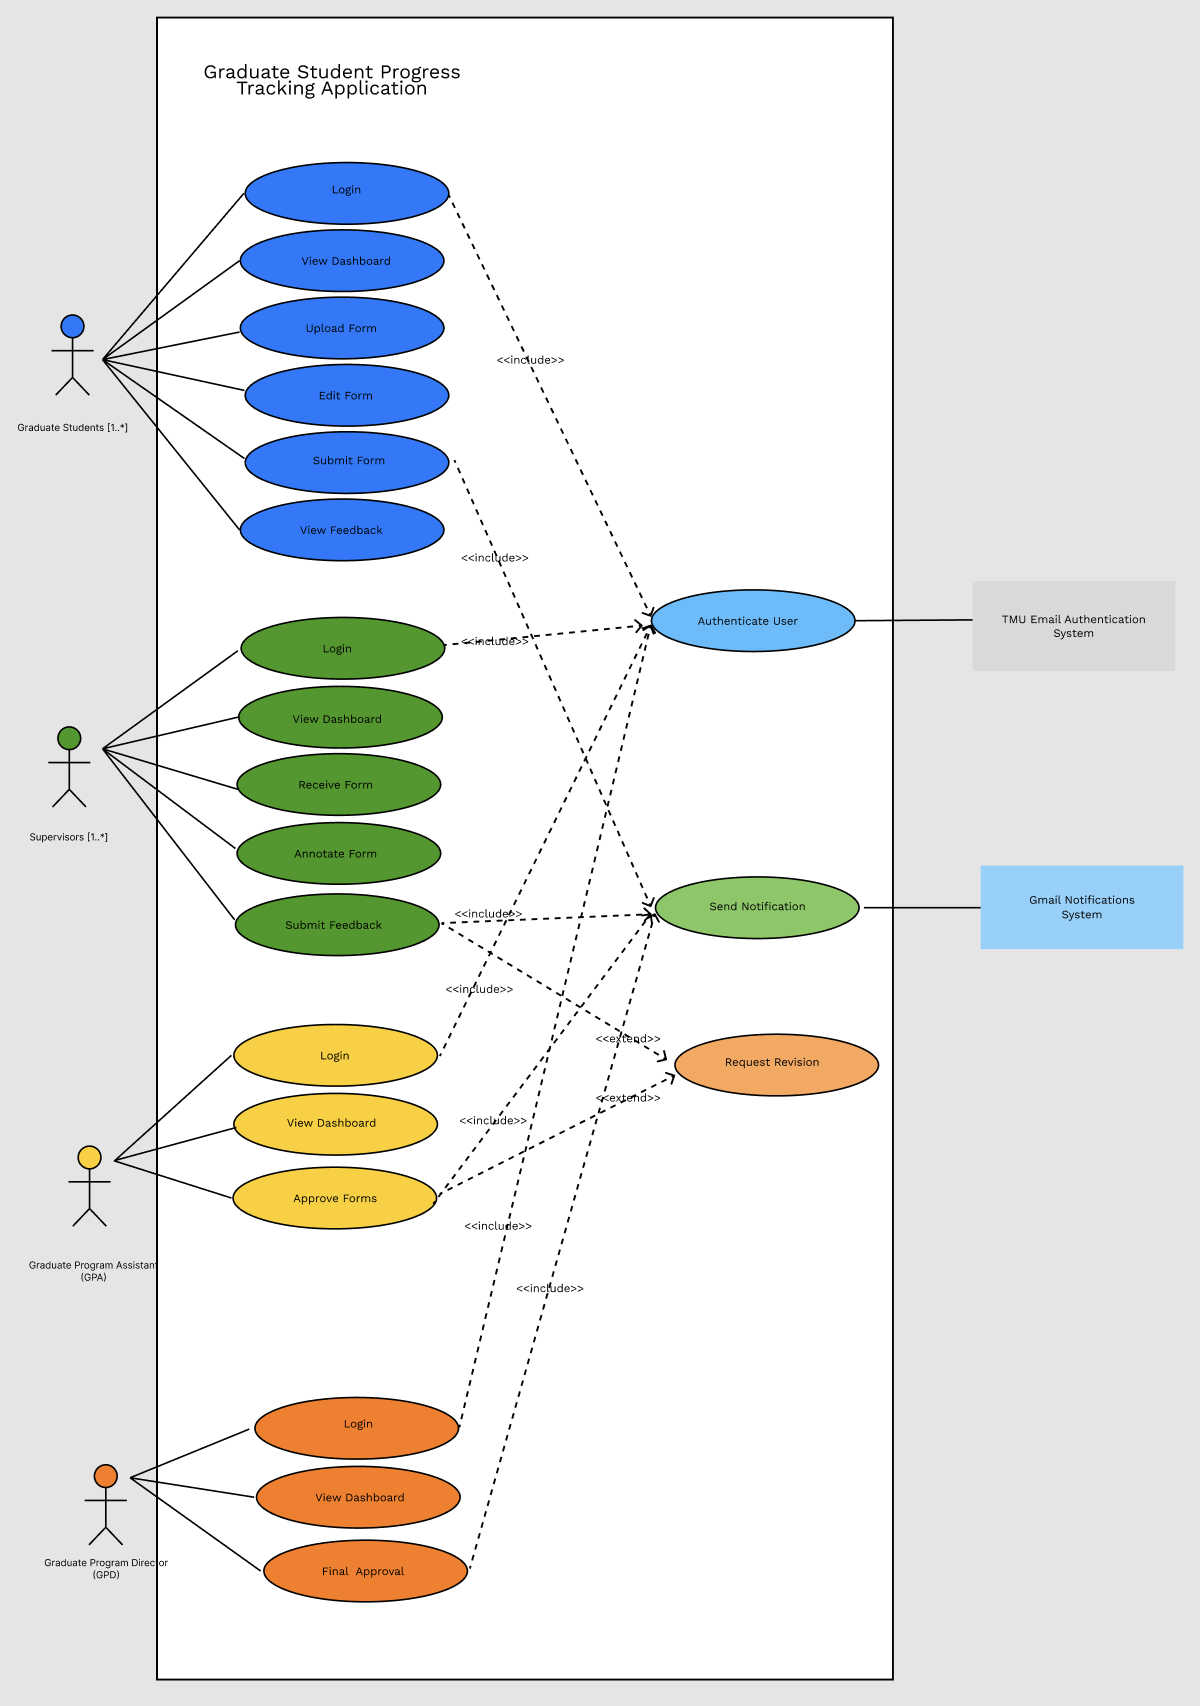 Graduate Student Progress
Tracking Application
Login
View Dashboard
Upload Form
<<include>>
Edit Form
Graduate Students [1..*]
Submit Form
View Feedback
<<include>>
Authenticate User
TMU Email Authentication
System
<<include>>
Login
View Dashboard
Receive Form
Supervisors [1..*]
Annotate Form
Submit Feedback
<<include>>
Send Notification
Gmail Notifications
System
<<include>>
<<extend>>
Login
Request Revision
<<extend>>
View Dashboard
<<include>>
Approve Forms
<<include>>
Graduate Program Assistant
(GPA)
<<include>>
Login
View Dashboard
Graduate Program Director
(GPD)
Final Approval